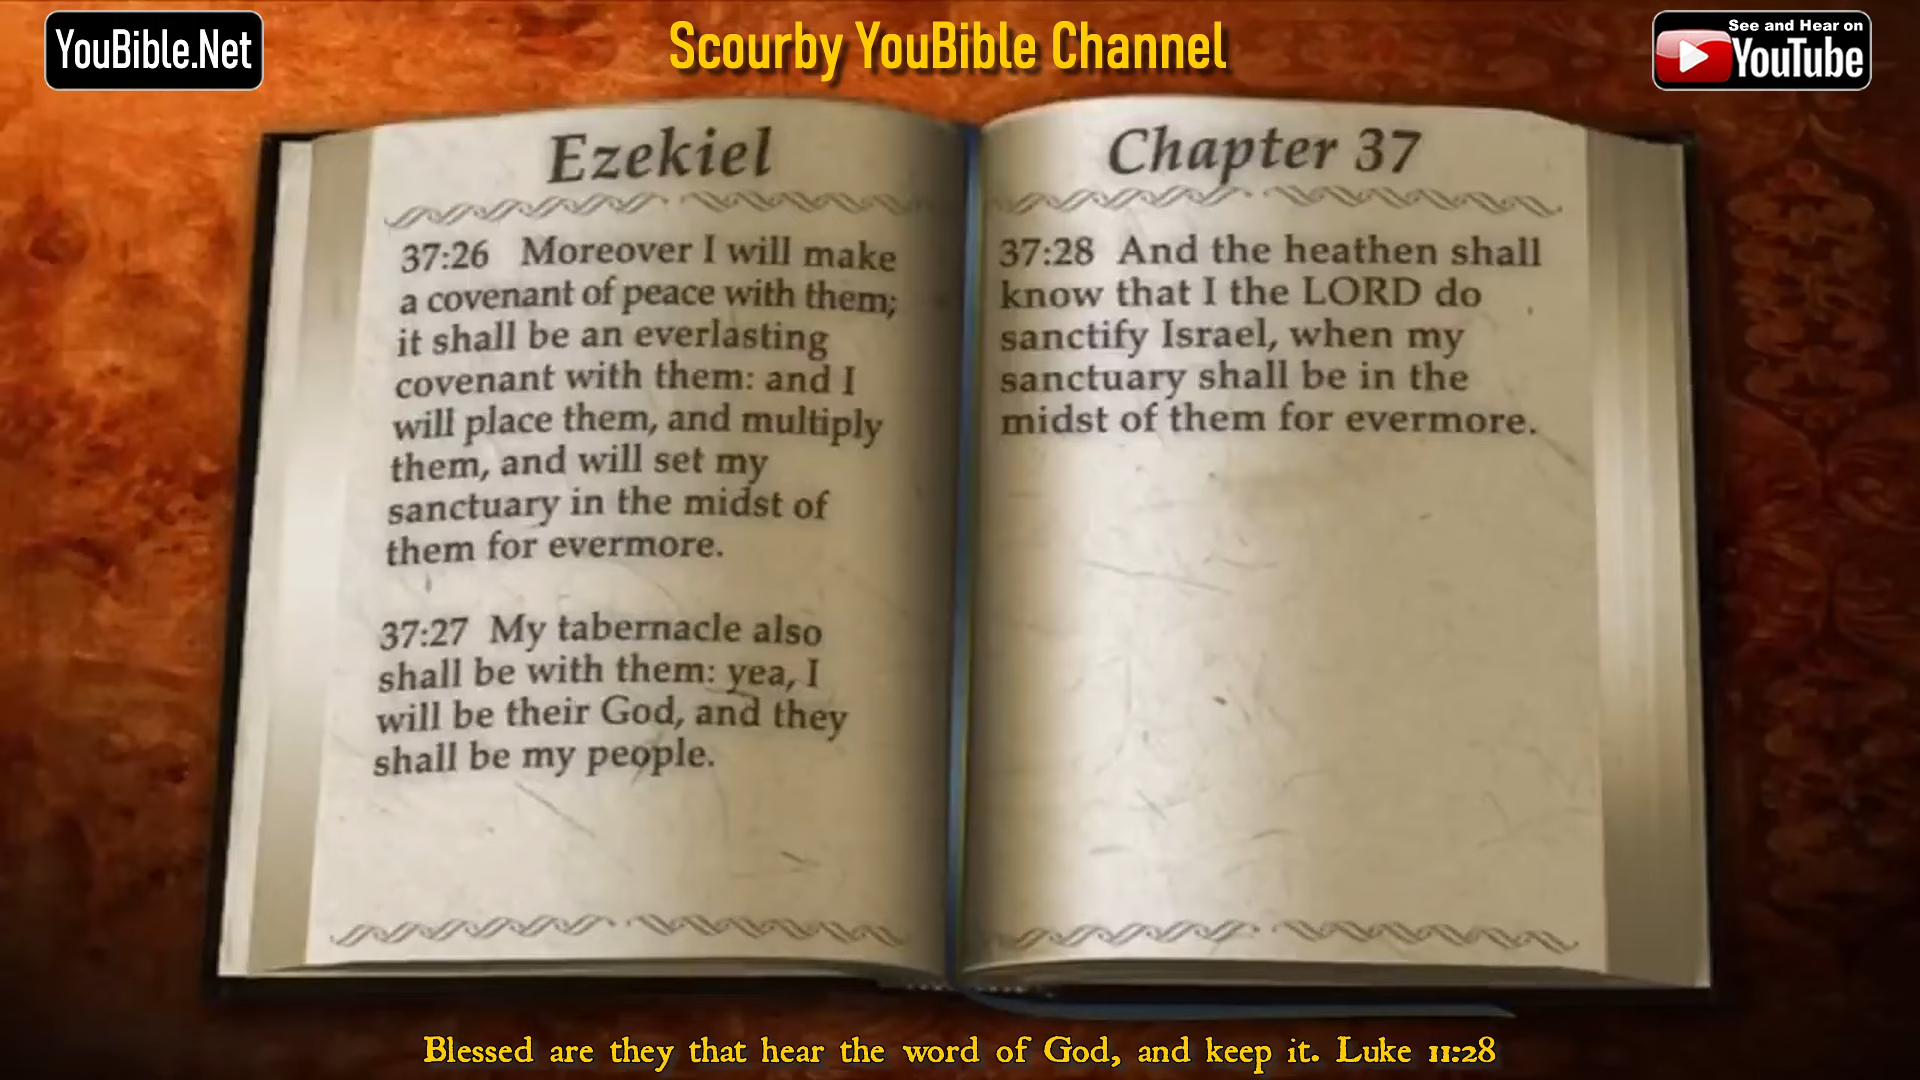 YouBible.Net
Scourby YouBible Channel
See and Hear on
YouTube
Ezekiel
37:26 Moreover I will make
a covenant of peace with them;
it shall be an everlasting
covenant with them: and I
will place them, and multiply
them, and will set my
sanctuary in the midst of
them for evermore.
37:27 My tabernacle also
shall be with them: yea, I
will be their God, and they
shall be my people.
Chapter 37
37:28 And the heathen shall
know that I the LORD do
sanctify Israel, when my
sanctuary shall be in the
midst of them for evermore.
Blessed are they that hear the word of God, and keep it. Luke 11:28